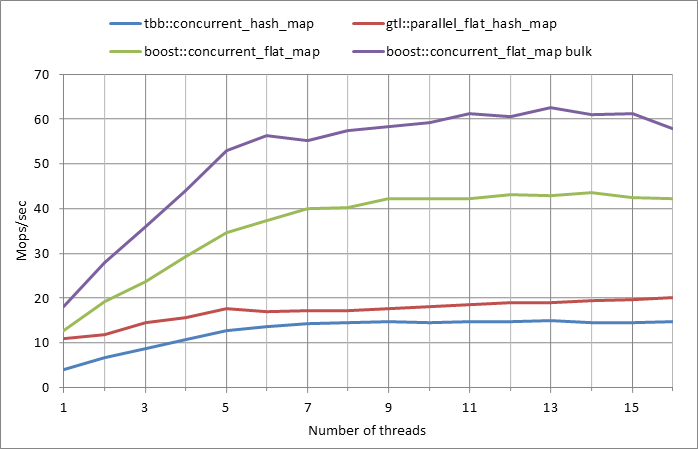 tbb::concurrent_hash_map gtl::parallel_flat_hash_map
boost::concurrent_flat_map boost::concurrent_flat_map bulk
70
60
50
40
30
20
10
0
Mops/sec
1 3 5 7 9 11 13 15
Number of threads